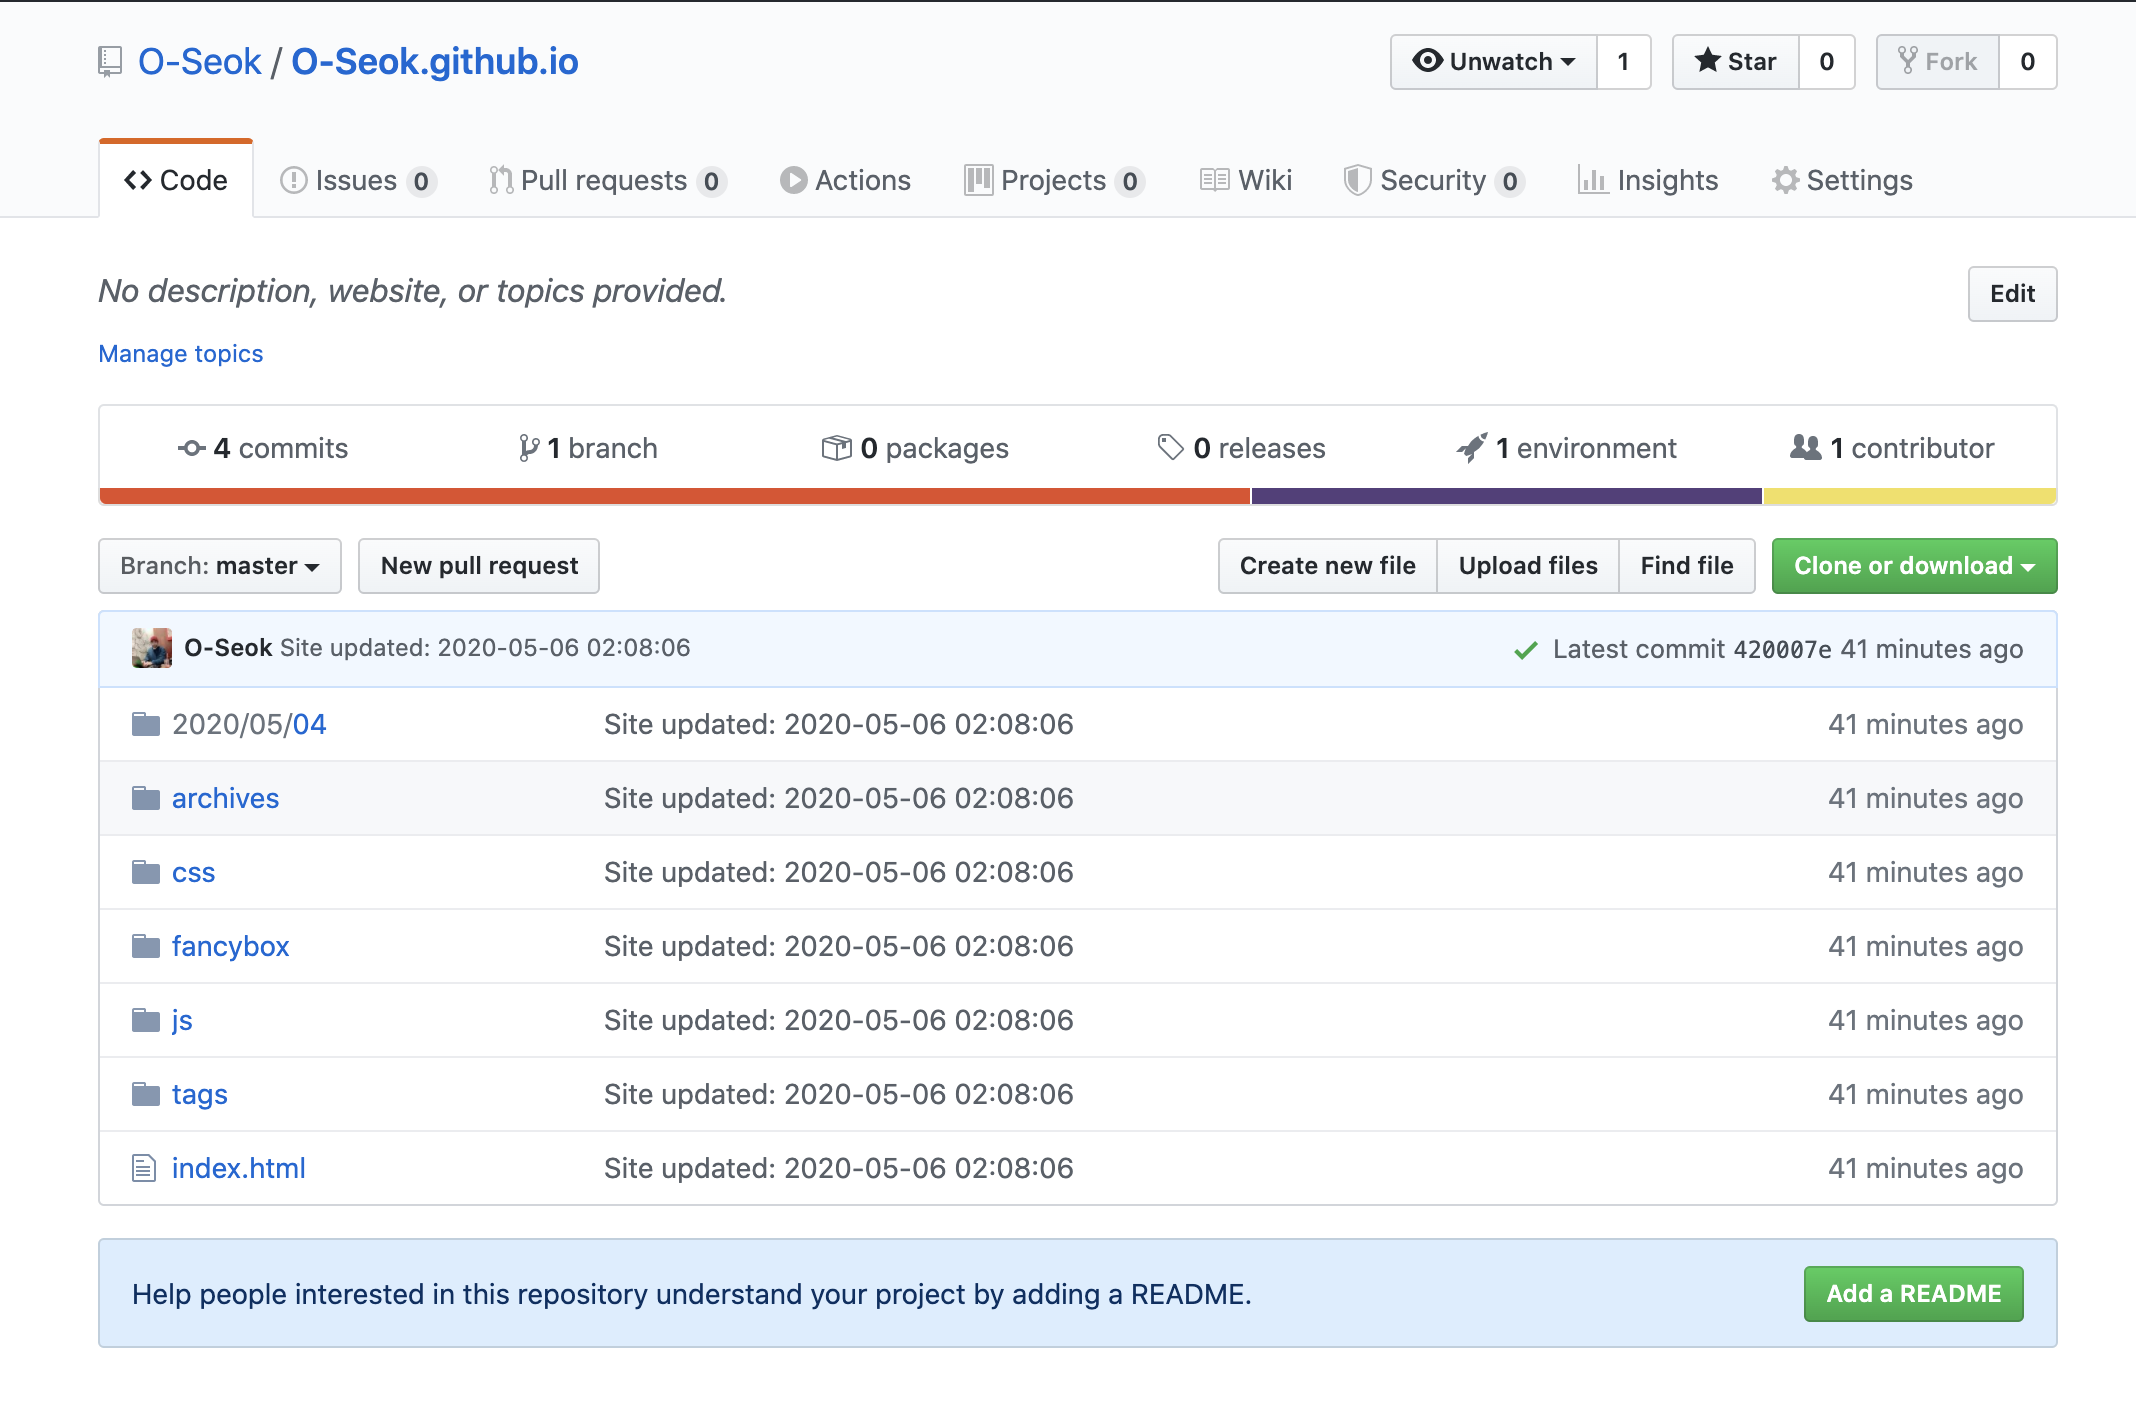 O-Seok / O-Seok.github.io Unwatch 1 Star 0 Fork 0
Code Issues 0 Pull requests 0 Actions Projects 0 Wiki Security 0 Insights Settings
No description, website, or topics provided. Edit
Manage topics
4 commits 1 branch 0 packages 0 releases 1 environment 1 contributor
Branch: master New pull request Create new file Upload files Find file Clone or download
O-Seok Site updated: 2020-05-06 02:08:06 Latest commit 420007e 41 minutes ago
2020/05/04 Site updated: 2020-05-06 02:08:06 41 minutes ago
archives Site updated: 2020-05-06 02:08:06 41 minutes ago
css Site updated: 2020-05-06 02:08:06 41 minutes ago
fancybox Site updated: 2020-05-06 02:08:06 41 minutes ago
js Site updated: 2020-05-06 02:08:06 41 minutes ago
tags Site updated: 2020-05-06 02:08:06 41 minutes ago
index.html Site updated: 2020-05-06 02:08:06 41 minutes ago
Help people interested in this repository understand your project by adding a README. Add a README